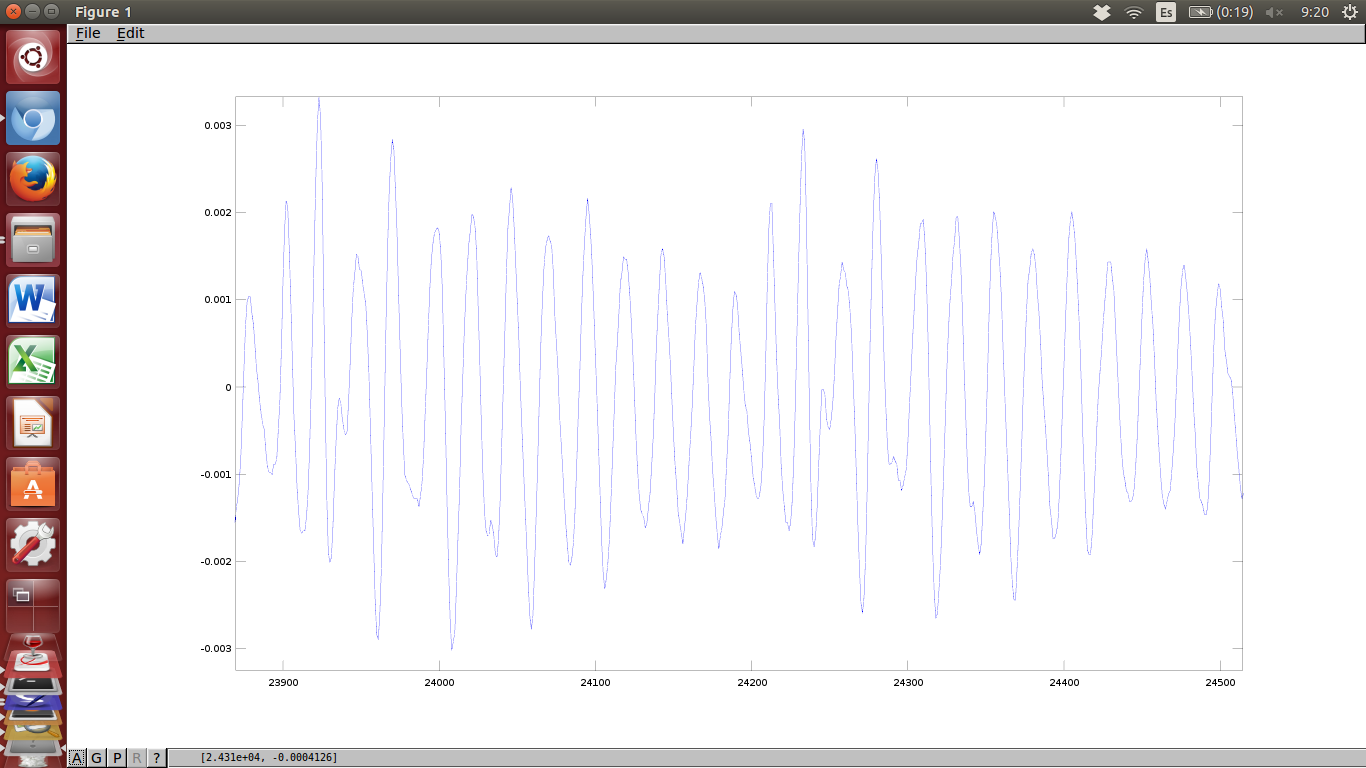 Figure 1
Es
(0:19)
9:20
File Edit
0.003
0.002
0.001
0
-0.001
-0.002
-0.003
23900 24000 24100 24200 24300 24400 24500
A G P R ? [2.431e+04, -0.0004126]
W
X
A